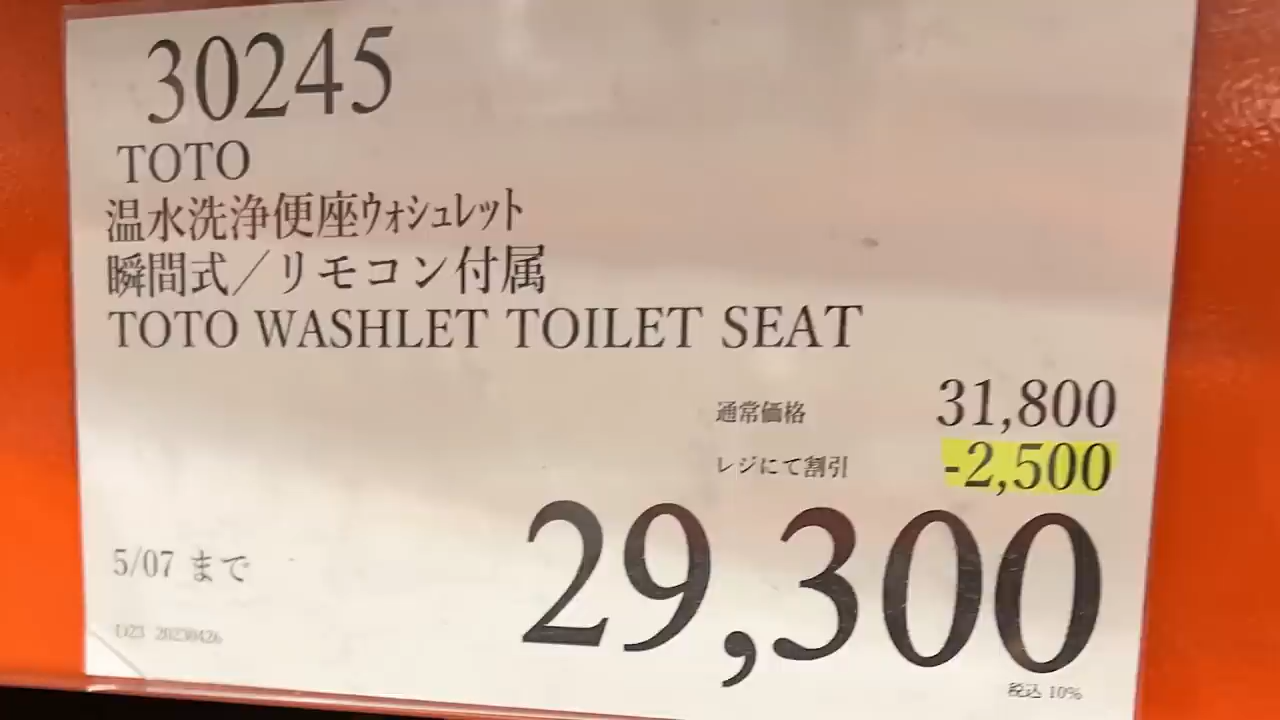 30245
TOTO
温水洗浄便座ウォシュレット
瞬間式/リモコン付属
TOTO WASHLET TOILET SEAT
通常価格 31,800
レジにて割引 -2,500
29,300
5/07 まで
20230426
税込 10%